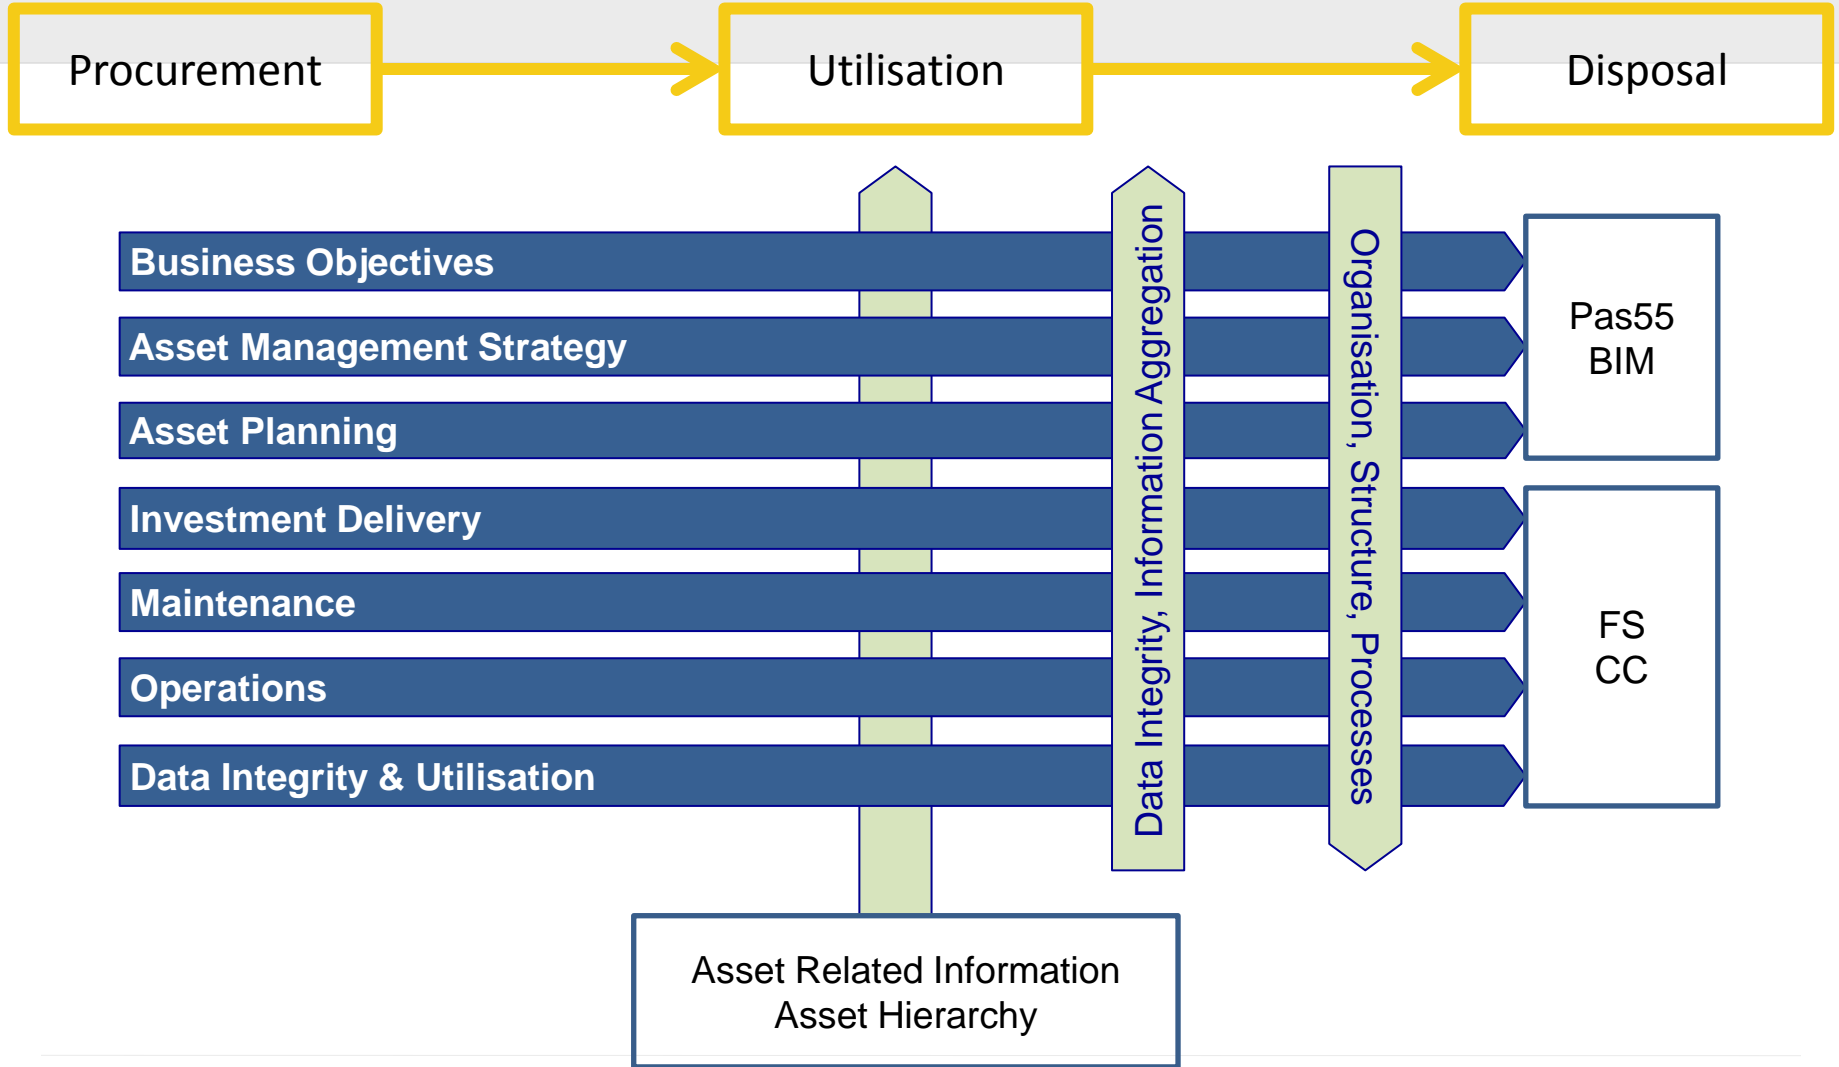 Procurement
Utilisation
Disposal
Business Objectives
Asset Management Strategy
Asset Planning
Investment Delivery
Maintenance
Operations
Data Integrity & Utilisation
Data Integrity, Information Aggregation
Organisation, Structure, Processes
Pas55
BIM
FS
CC
Asset Related Information
Asset Hierarchy